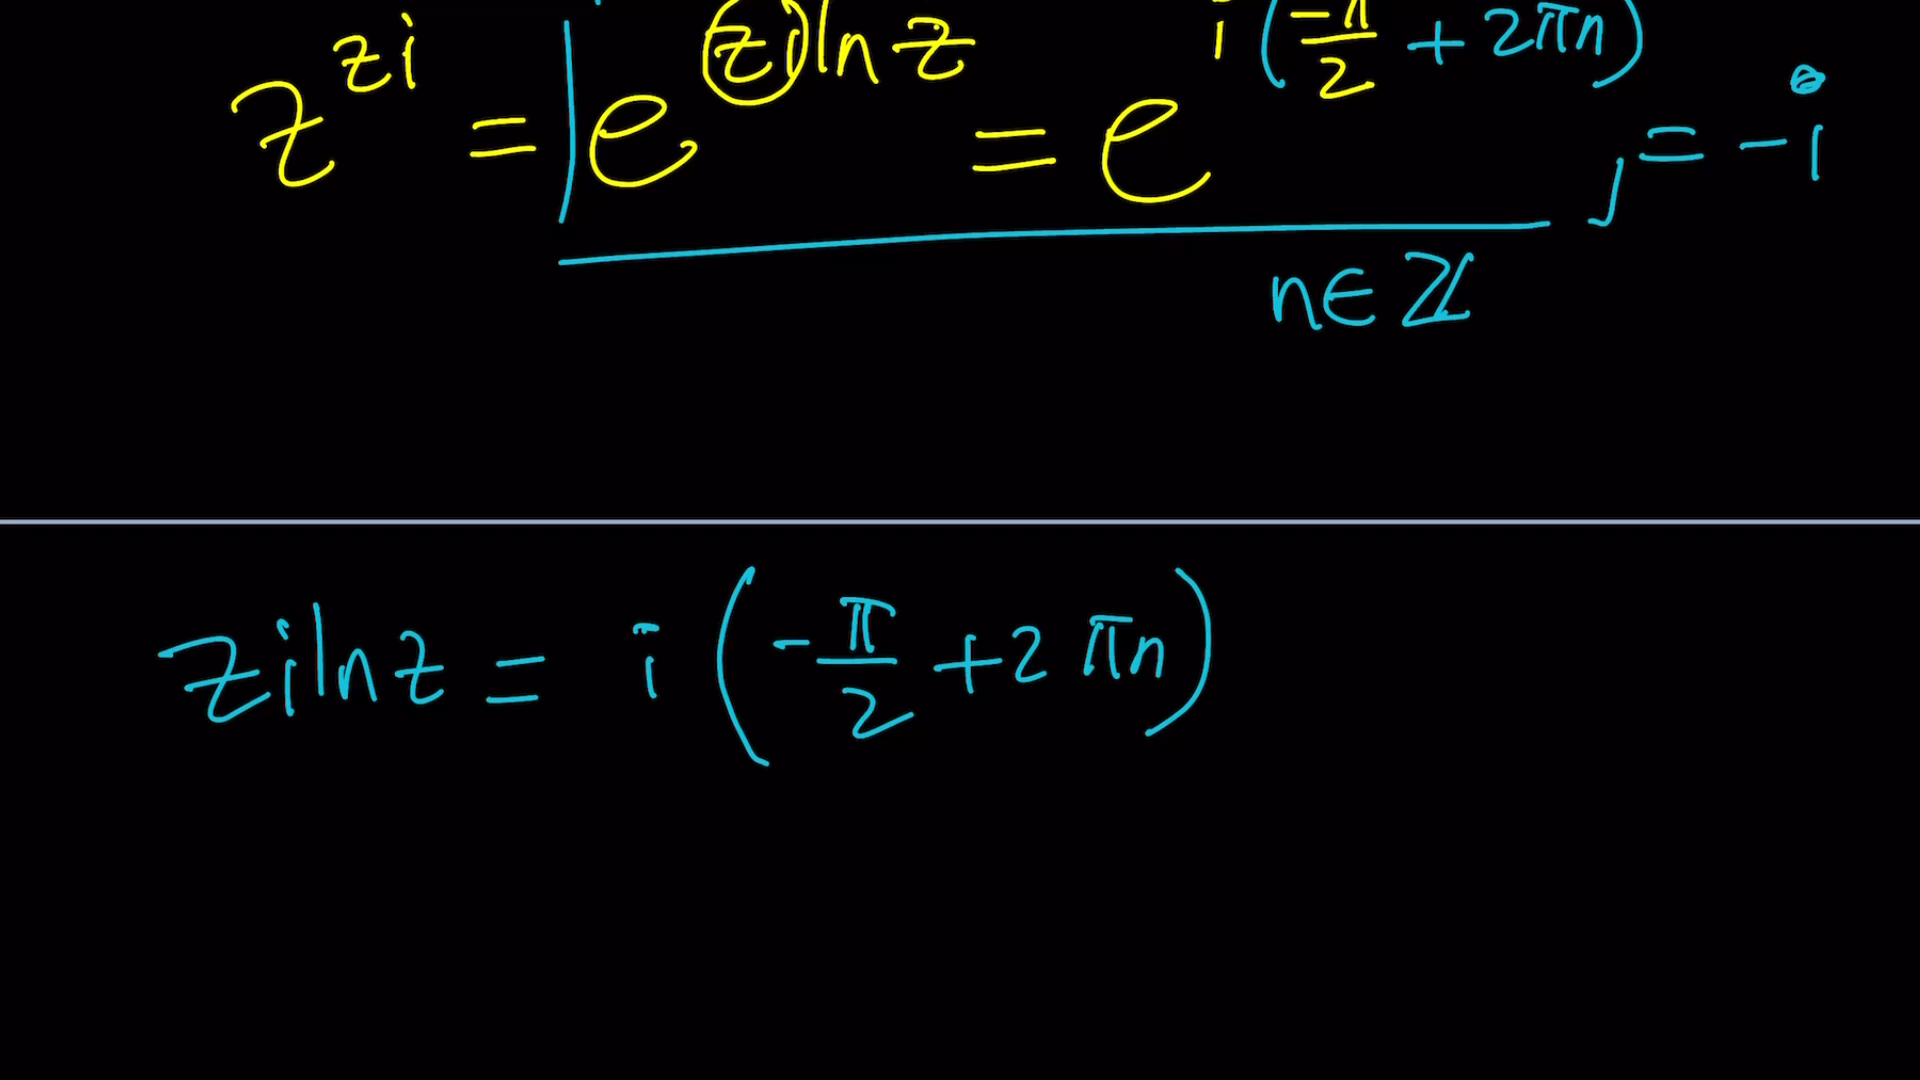 z^{zi} = e^{zi ln z} = e^{i(-π/2 + 2πn)}, = -i
n ∈ ℤ
zi ln z = i (-π/2 + 2πn)